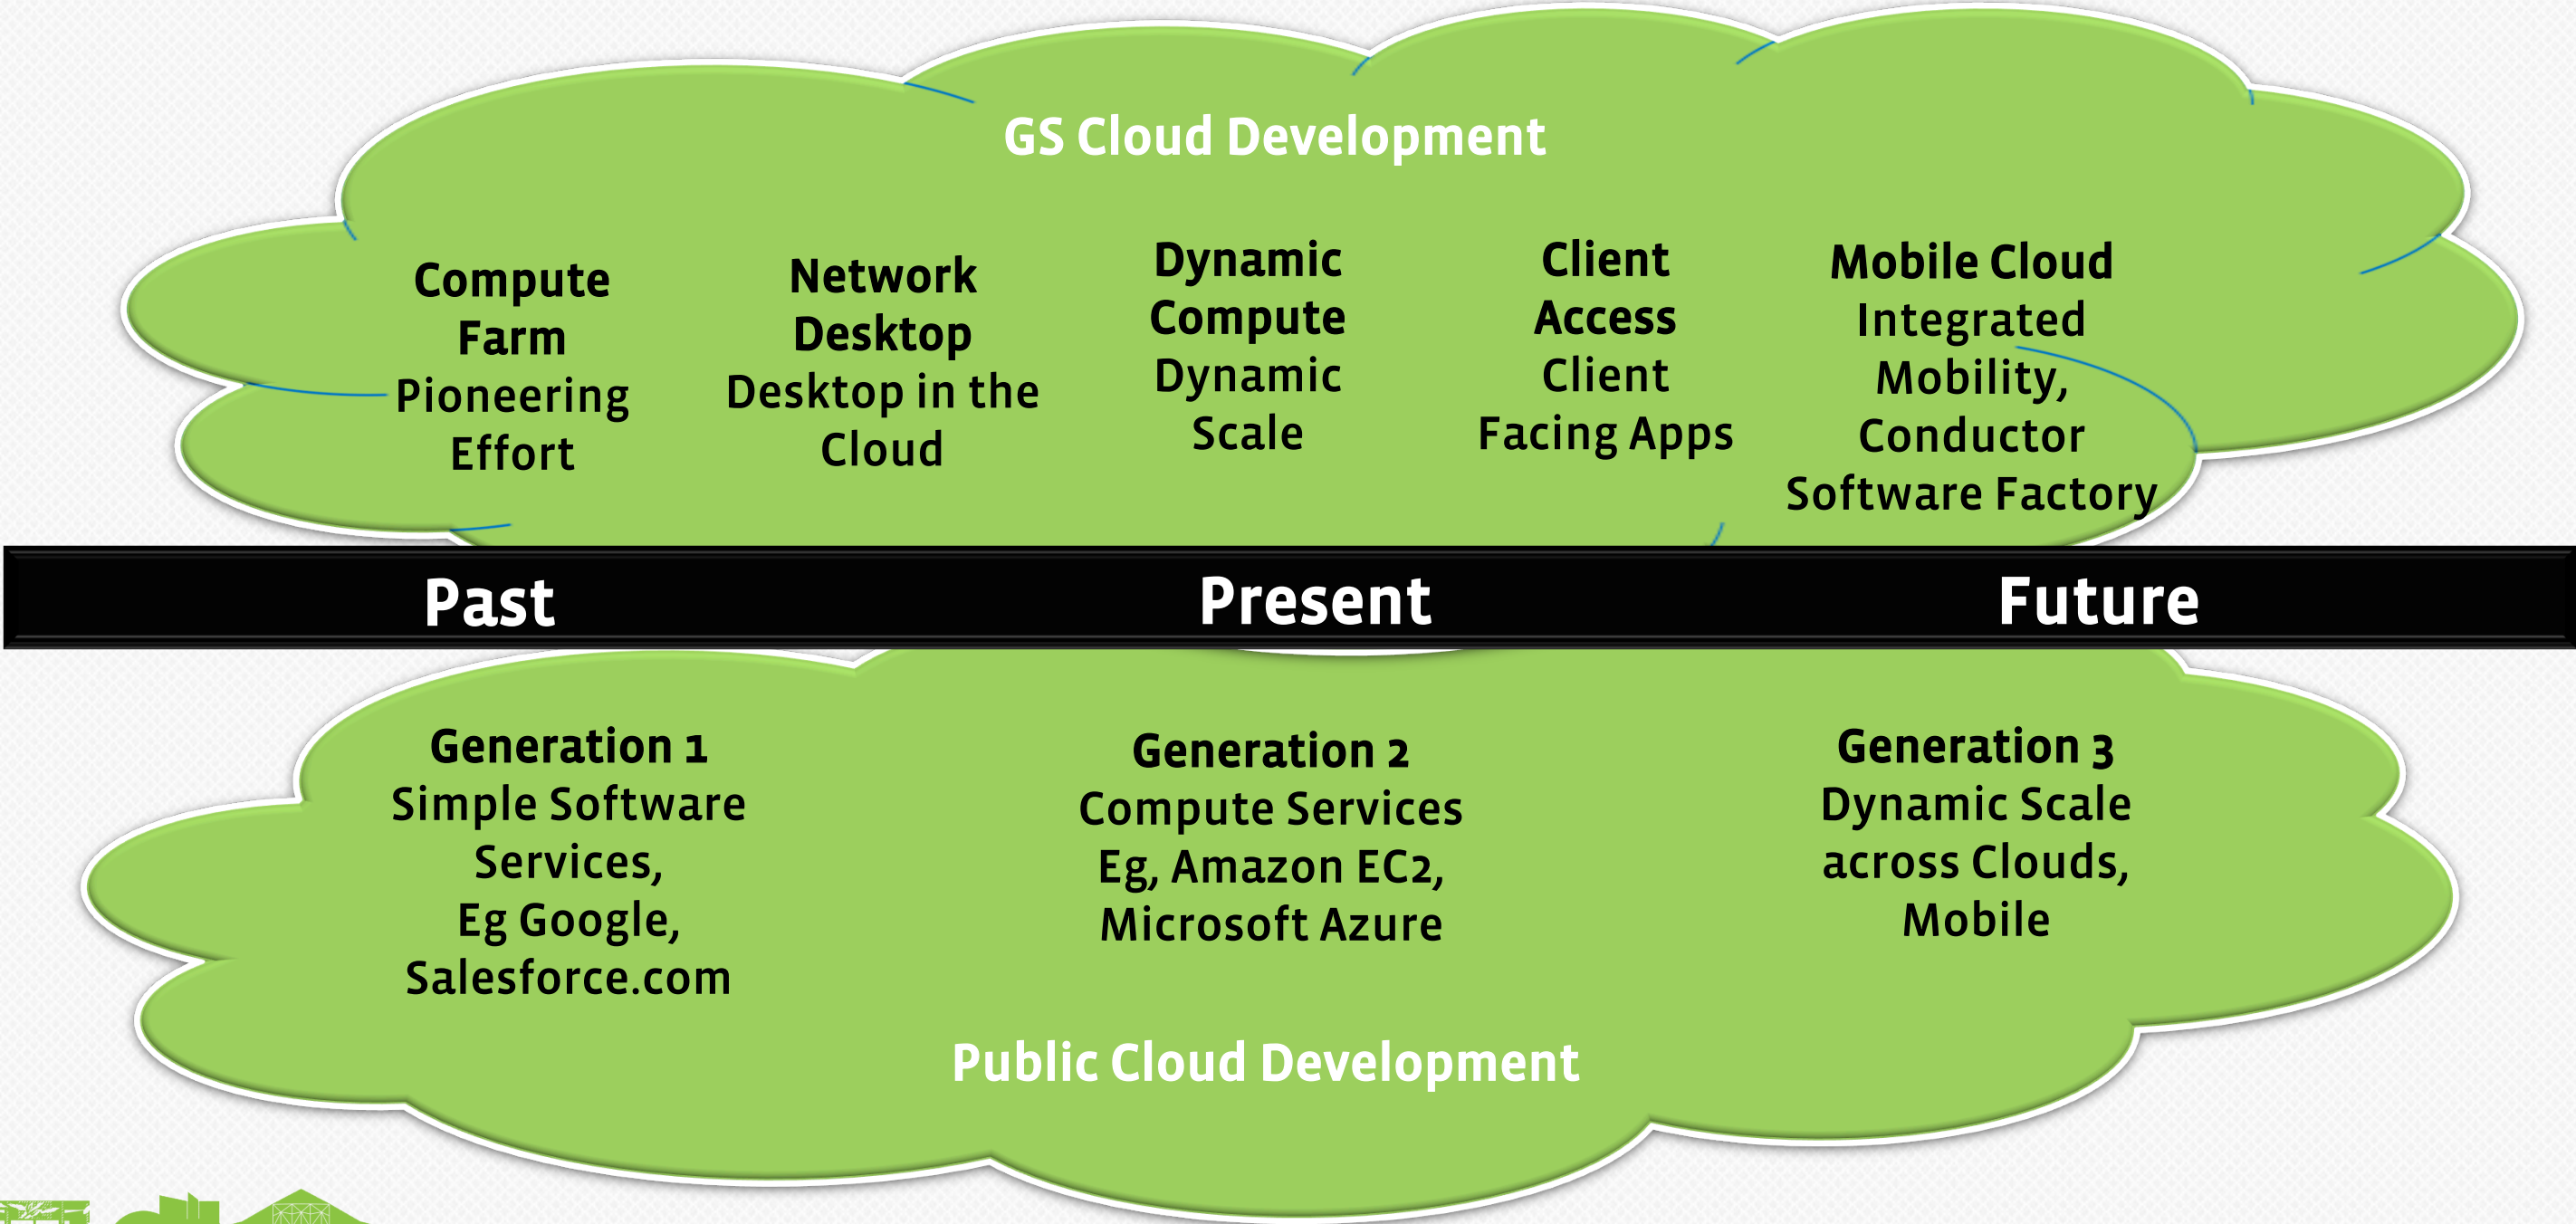 GS Cloud Development
Compute
Farm
Pioneering
Effort
Network
Desktop
Desktop in the
Cloud
Dynamic
Compute
Dynamic
Scale
Client
Access
Client
Facing Apps
Mobile Cloud
Integrated
Mobility,
Conductor
Software Factory
Past
Present
Future
Generation 1
Simple Software
Services,
Eg Google,
Salesforce.com
Generation 2
Compute Services
Eg, Amazon EC2,
Microsoft Azure
Generation 3
Dynamic Scale
across Clouds,
Mobile
Public Cloud Development